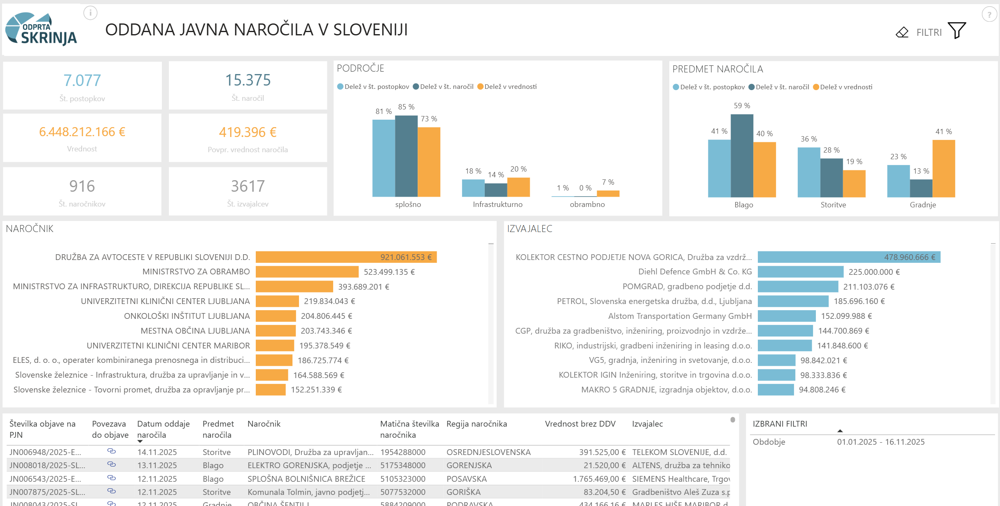 ODPRTA
SKRINJA
i
ODDANA JAVNA NAROČILA V SLOVENIJI
FILTRI
?
7.077
Št. postopkov
15.375
Št. naročil
6.448.212.166 €
Vrednost
419.396 €
Povpr. vrednost naročila
916
Št. naročnikov
3617
Št. izvajalcev
PODROČJE
Delež v št. postopkov Delež v št. naročil Delež v vrednosti
81 % 85 % 73 %
18 % 14 % 20 %
1 % 0 % 7 %
splošno Infrastrukturno obrambno
PREDMET NAROČILA
Delež v št. postopkov Delež v št. naročil Delež v vrednosti
41 % 59 % 40 %
36 % 28 % 19 %
23 % 13 % 41 %
Blago Storitve Gradnje
NAROČNIK
DRUŽBA ZA AVTOCESTE V REPUBLIKI SLOVENIJI D.D. 921.061.553 €
MINISTRSTVO ZA OBRAMBO 523.499.135 €
MINISTRSTVO ZA INFRASTRUKTURO, DIREKCIJA REPUBLIKE SL... 393.689.201 €
UNIVERZITETNI KLINIČNI CENTER LJUBLJANA 219.834.043 €
ONKOLOŠKI INŠTITUT LJUBLJANA 204.806.445 €
MESTNA OBČINA LJUBLJANA 203.743.346 €
UNIVERZITETNI KLINIČNI CENTER MARIBOR 195.378.549 €
ELES, d. o. o., operater kombiniranega prenosnega in distribuci... 186.725.774 €
Slovenske železnice - Infrastruktura, družba za upravljanje in v... 164.588.569 €
Slovenske železnice - Tovorni promet, družba za opravljanje pr... 152.251.339 €
IZVAJALEC
KOLEKTOR CESTNO PODJETJE NOVA GORICA, Družba za vzdrž... 478.960.666 €
Diehl Defence GmbH & Co. KG 225.000.000 €
POMGRAD, gradbeno podjetje d.d. 211.103.076 €
PETROL, Slovenska energetska družba, d.d., Ljubljana 185.696.160 €
Alstom Transportation Germany GmbH 152.099.988 €
CGP, družba za gradbeništvo, inženiring, proizvodnjo in vzdrže... 144.700.869 €
RIKO, industrijski, gradbeni inženiring in leasing d.o.o. 141.848.600 €
VG5, gradnja, inženiring in svetovanje, d.o.o. 98.842.021 €
KOLEKTOR IGIN Inženiring, storitve in trgovina d.o.o. 98.333.836 €
MAKRO 5 GRADNJE, izgradnja objektov, d.o.o. 94.808.246 €
Številka objave na Povezava Datum oddaje Predmet Naročnik Matična številka Regija naročnika Vrednost brez DDV Izvajalec
PJN do objave naročila naročila naročnika
JN006948/2025-E... 14.11.2025 Storitve PLINOVODI, Družba za upravljan... 1954288000 OSREDNJESLOVENSKA 391.525,00 € TELEKOM SLOVENIJE, d.d.
JN008018/2025-SL... 13.11.2025 Blago ELEKTRO GORENJSKA, podjetje ... 5175348000 GORENJSKA 21.520,00 € ALTENS, družba za tehniko
JN006543/2025-E... 12.11.2025 Blago SPLOŠNA BOLNIŠNICA BREŽICE 5105323000 POSAVSKA 1.765.469,00 € SIEMENS Healthcare, Trgov
JN007875/2025-SL... 12.11.2025 Storitve Komunala Tolmin, javno podjetj... 5077532000 GORIŠKA 83.204,50 € Gradbeništvo Aleš Zuza s.p
JN008043/2025-SL 12.11.2025 Gradnje OBČINA ŠENTILJ 5884209000 PODRAVSKA 434.166,16 € MARLES HIŠE MARIBOR d
IZBRANI FILTRI
Obdobje 01.01.2025 - 16.11.2025